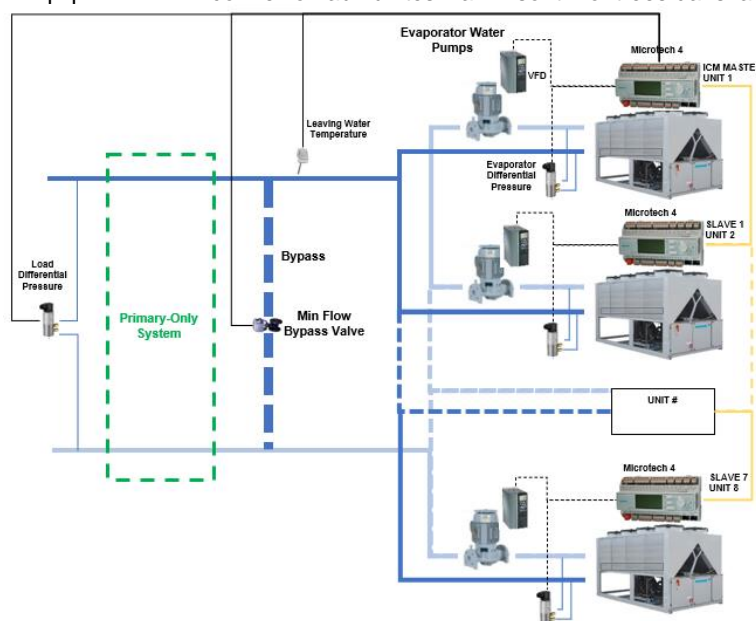 Evaporator Water
Pumps
Microtech 4
ICM MASTE
UNIT 1
VFD
Leaving Water
Temperature
Evaporator
Differential
Pressure
Microtech 4
SLAVE 1
UNIT 2
Bypass
Load
Differential
Pressure
Primary-Only
System
Min Flow
Bypass Valve
UNIT #
Microtech 4
SLAVE 7
UNIT 8